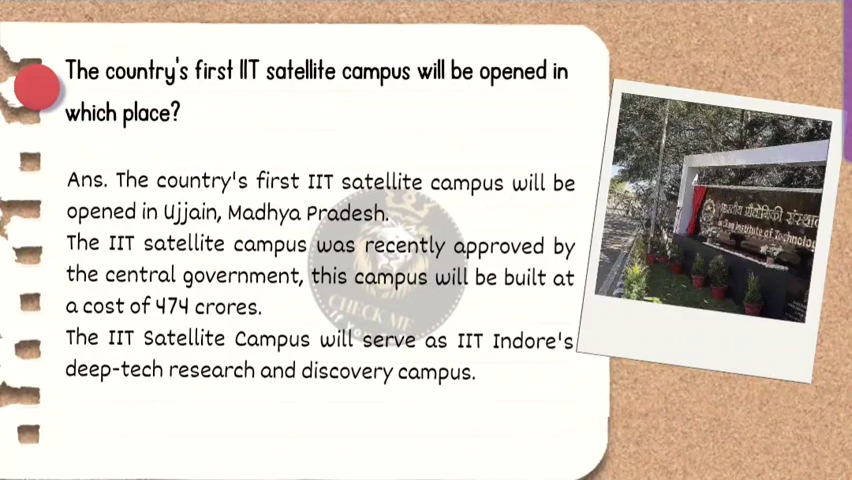 The country's first IIT satellite campus will be opened in
which place?
Ans. The country's first IIT satellite campus will be
opened in Ujjain, Madhya Pradesh.
The IIT satellite campus was recently approved by
the central government, this campus will be built at
a cost of 474 crores.
The IIT Satellite Campus will serve as IIT Indore's
deep-tech research and discovery campus.
CHECK ME
भारतीय प्रौद्योगिकी संस्थान
Institute of Technology